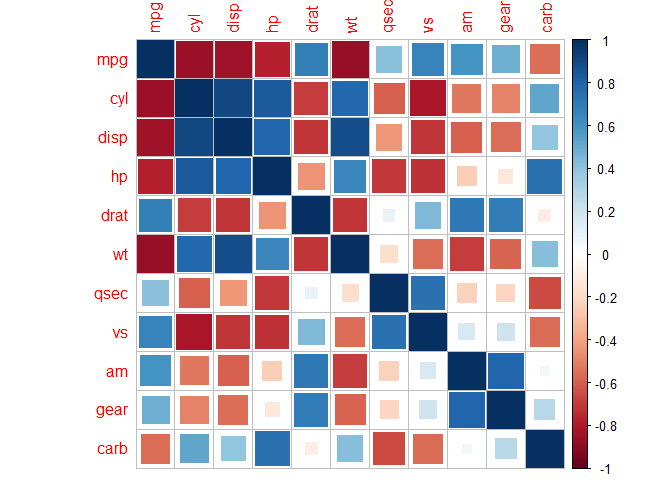 mpg cyl disp hp drat wt qsec vs am gear carb
mpg
cyl
disp
hp
drat
wt
qsec
vs
am
gear
carb
1
0.8
0.6
0.4
0.2
0
-0.2
-0.4
-0.6
-0.8
-1